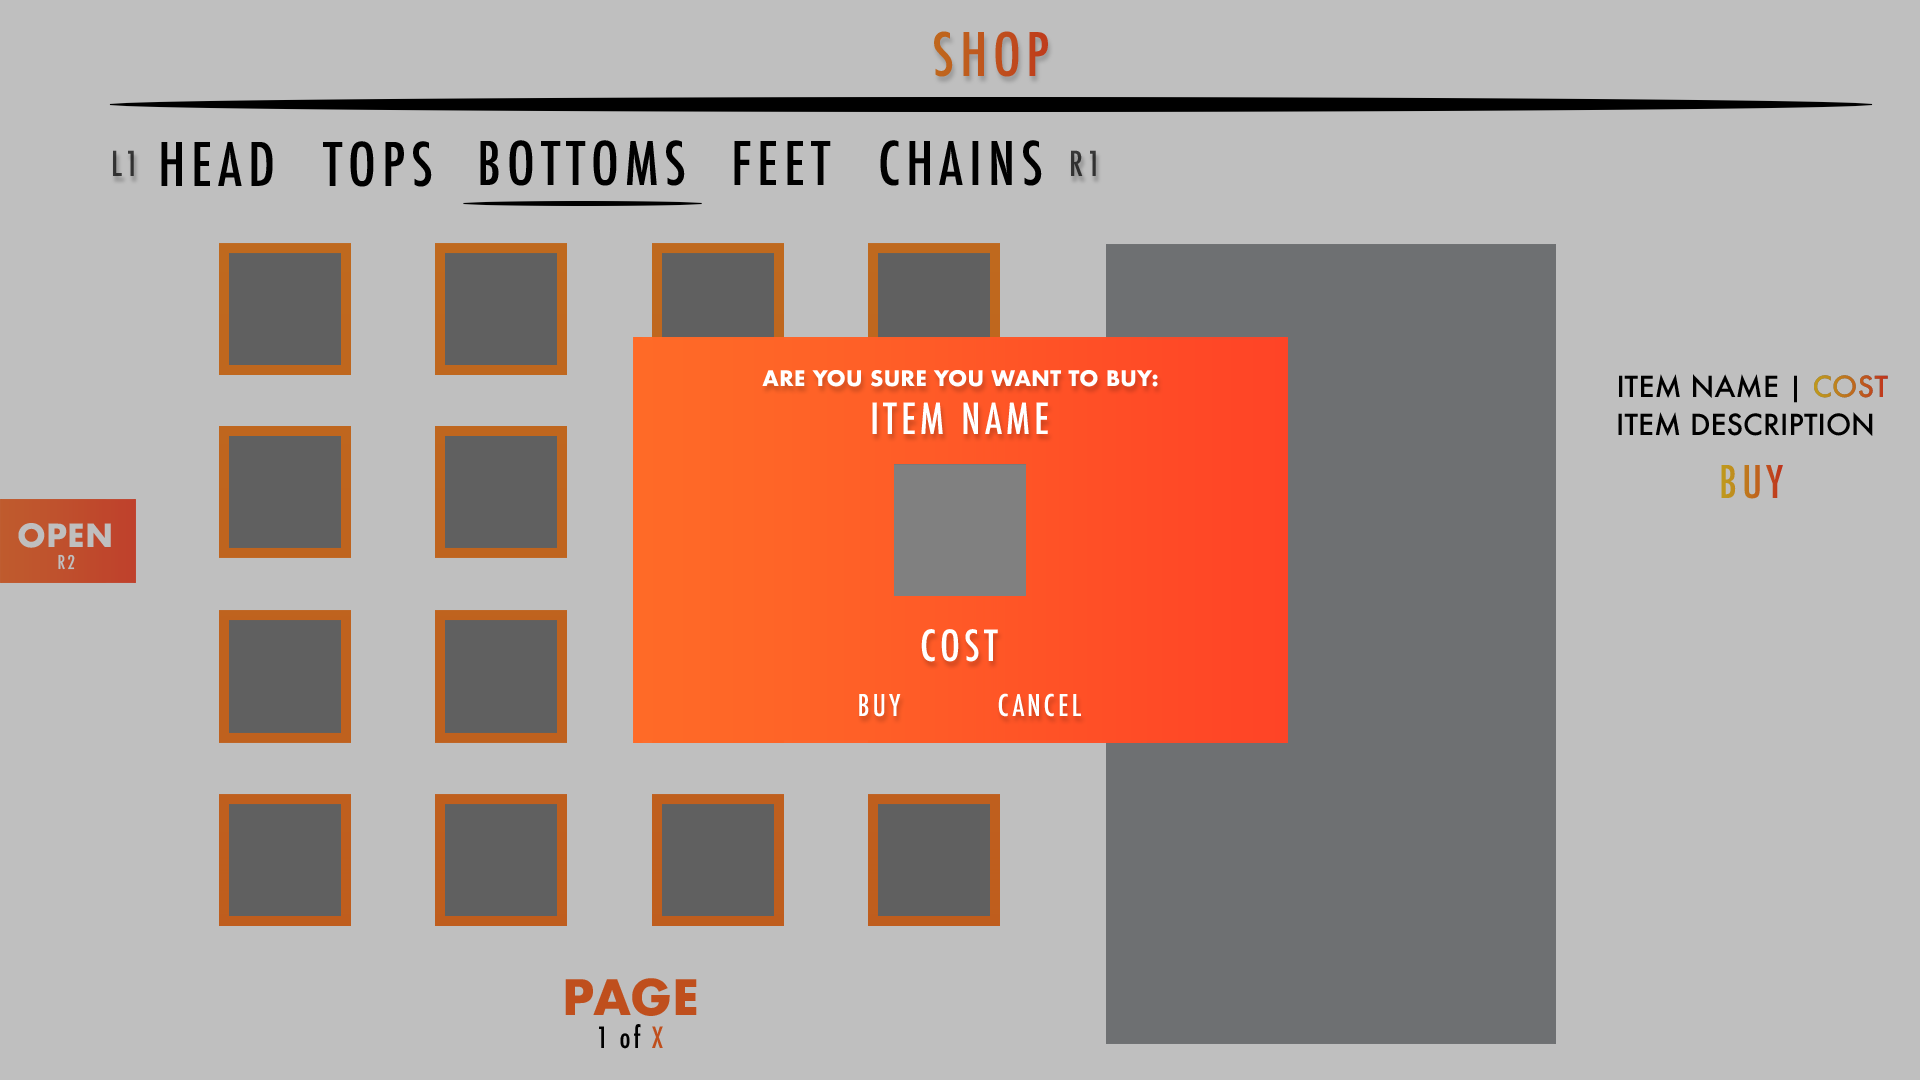 SHOP
L1 HEAD TOPS BOTTOMS FEET CHAINS R1
ARE YOU SURE YOU WANT TO BUY:
ITEM NAME
COST
BUY CANCEL
ITEM NAME | COST
ITEM DESCRIPTION
BUY
OPEN
R2
PAGE
1 of X